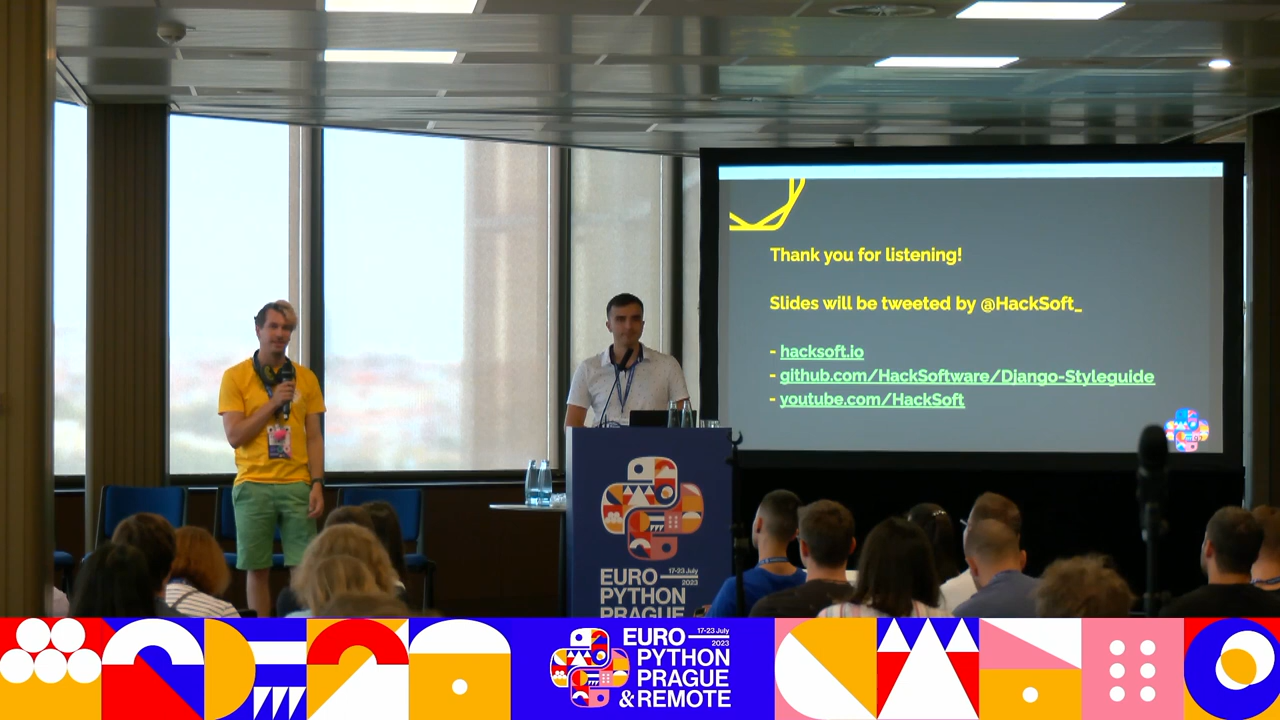 Thank you for listening!
Slides will be tweeted by @HackSoft_
- hacksoft.io
- github.com/HackSoftware/Django-Styleguide
- youtube.com/HackSoft
EURO 17-23 July 2023
PYTHON
PRAGUE
EURO 17-23 July 2023
PYTHON
PRAGUE
& REMOTE